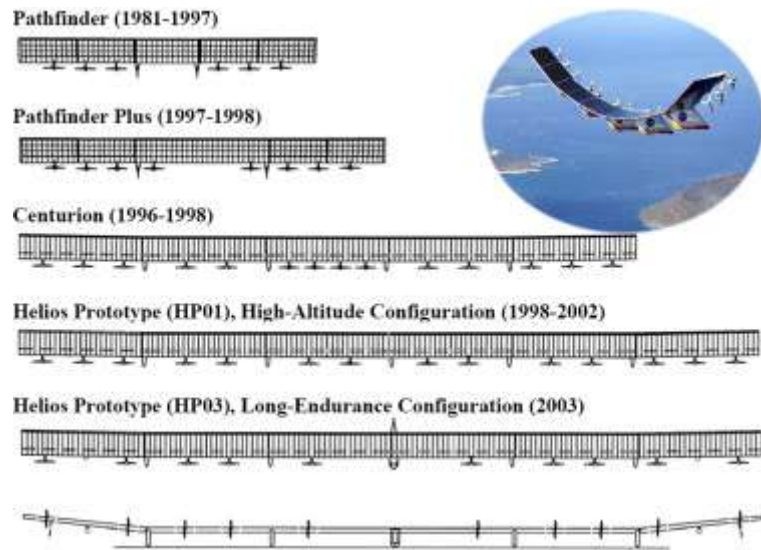 Pathfinder (1981-1997)
Pathfinder Plus (1997-1998)
Centurion (1996-1998)
Helios Prototype (HP01), High-Altitude Configuration (1998-2002)
Helios Prototype (HP03), Long-Endurance Configuration (2003)